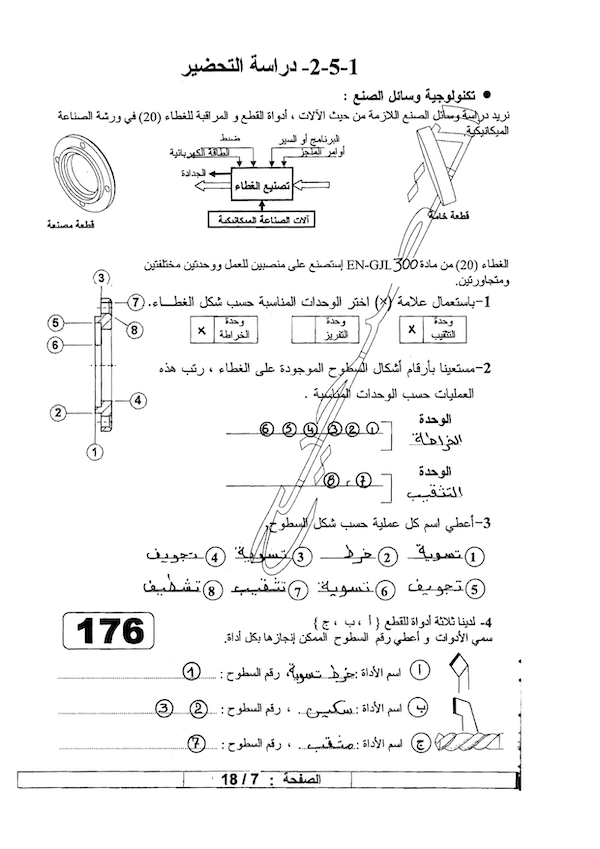 1-5-2- دراسة التحضير
• تكنولوجية وسائل الصنع :
نريد دراسة وسائل الصنع اللازمة من حيث الآلات ، أدواة القطع و المراقبة للغطاء (20) في ورشة الصناعة
الميكانيكية.
ضبط
البرنامج أو السير
الطاقة الكهربائية
أوامر المنجز
الجذاذة
تصنيع الغطاء
آلات الصناعة الميكانيكية
قطعة مصنعة
قطعة خامة
الغطاء (20) من مادة EN-GJL 300 إستصنع على منصبين للعمل ووحدتين مختلفتين
ومتجاورتين.
1-باستعمال علامة (×) اختر الوحدات المناسبة حسب شكل الغطـــاء.
وحدة التثقيب X
وحدة التفريز
وحدة الخراطة X
3
7
5
8
6
4
2
1
2-مستعينا بأرقام أشكال السطوح الموجودة على الغطاء ، رتب هذه
العمليات حسب الوحدات المناسبة .
الوحدة
الخراطة 1 2 3 4 5 6
الوحدة
التثقيب 7 , 8
3-أعطي اسم كل عملية حسب شكل السطوح.
1 تسوية 2 خرط 3 تسوية 4 تجويف
5 تجويف 6 تسوية 7 تثقيب 8 تشطيف
4- لدينا ثلاثة أدواة للقطع { أ ، ب ، ج }
سمي الأدوات و أعطي رقم السطوح الممكن إنجازها بكل أداة.
176
أ اسم الأداة : خرط تسوية، رقم السطوح : 1
ب اسم الأداة : سكين ، رقم السطوح : 2 3
ج اسم الأداة : مثقب ، رقم السطوح : 7
الصفحة : 7 / 18